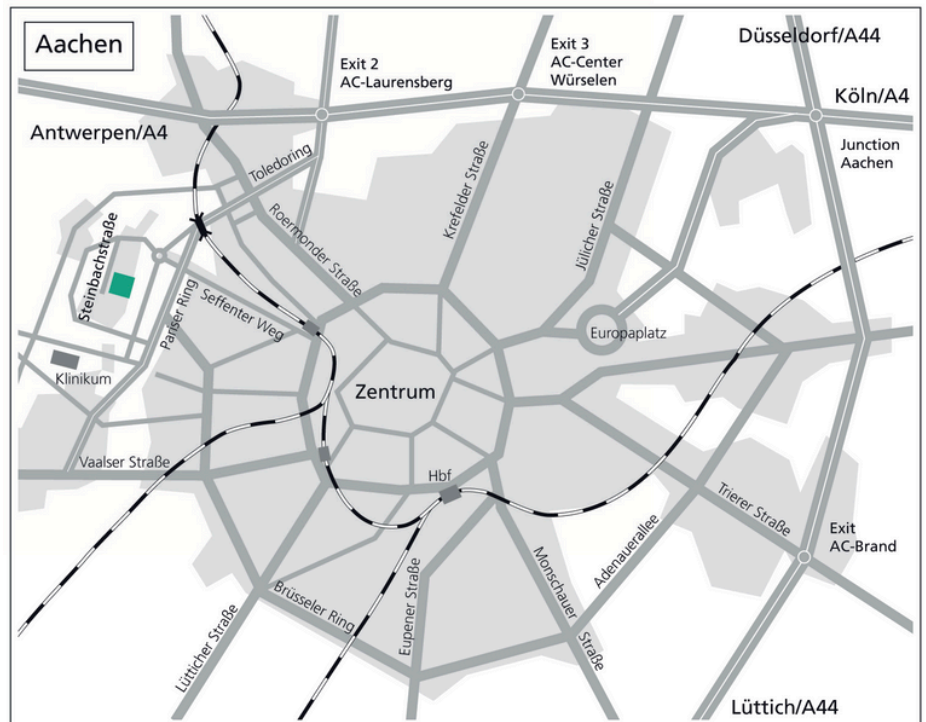 Aachen
Düsseldorf/A44
Exit 2
AC-Laurensberg
Exit 3
AC-Center
Würselen
Köln/A4
Antwerpen/A4
Junction
Aachen
Toledoring
Krefelder Straße
Jülicher Straße
Roermonder Straße
Steinbachstraße
Seffenter Weg
Pariser Ring
Europaplatz
Klinikum
Zentrum
Vaalser Straße
Hbf
Trierer Straße
Exit
AC-Brand
Adenauerallee
Monschauer
Straße
Eupener Straße
Brüsseler Ring
Lütticher Straße
Lüttich/A44